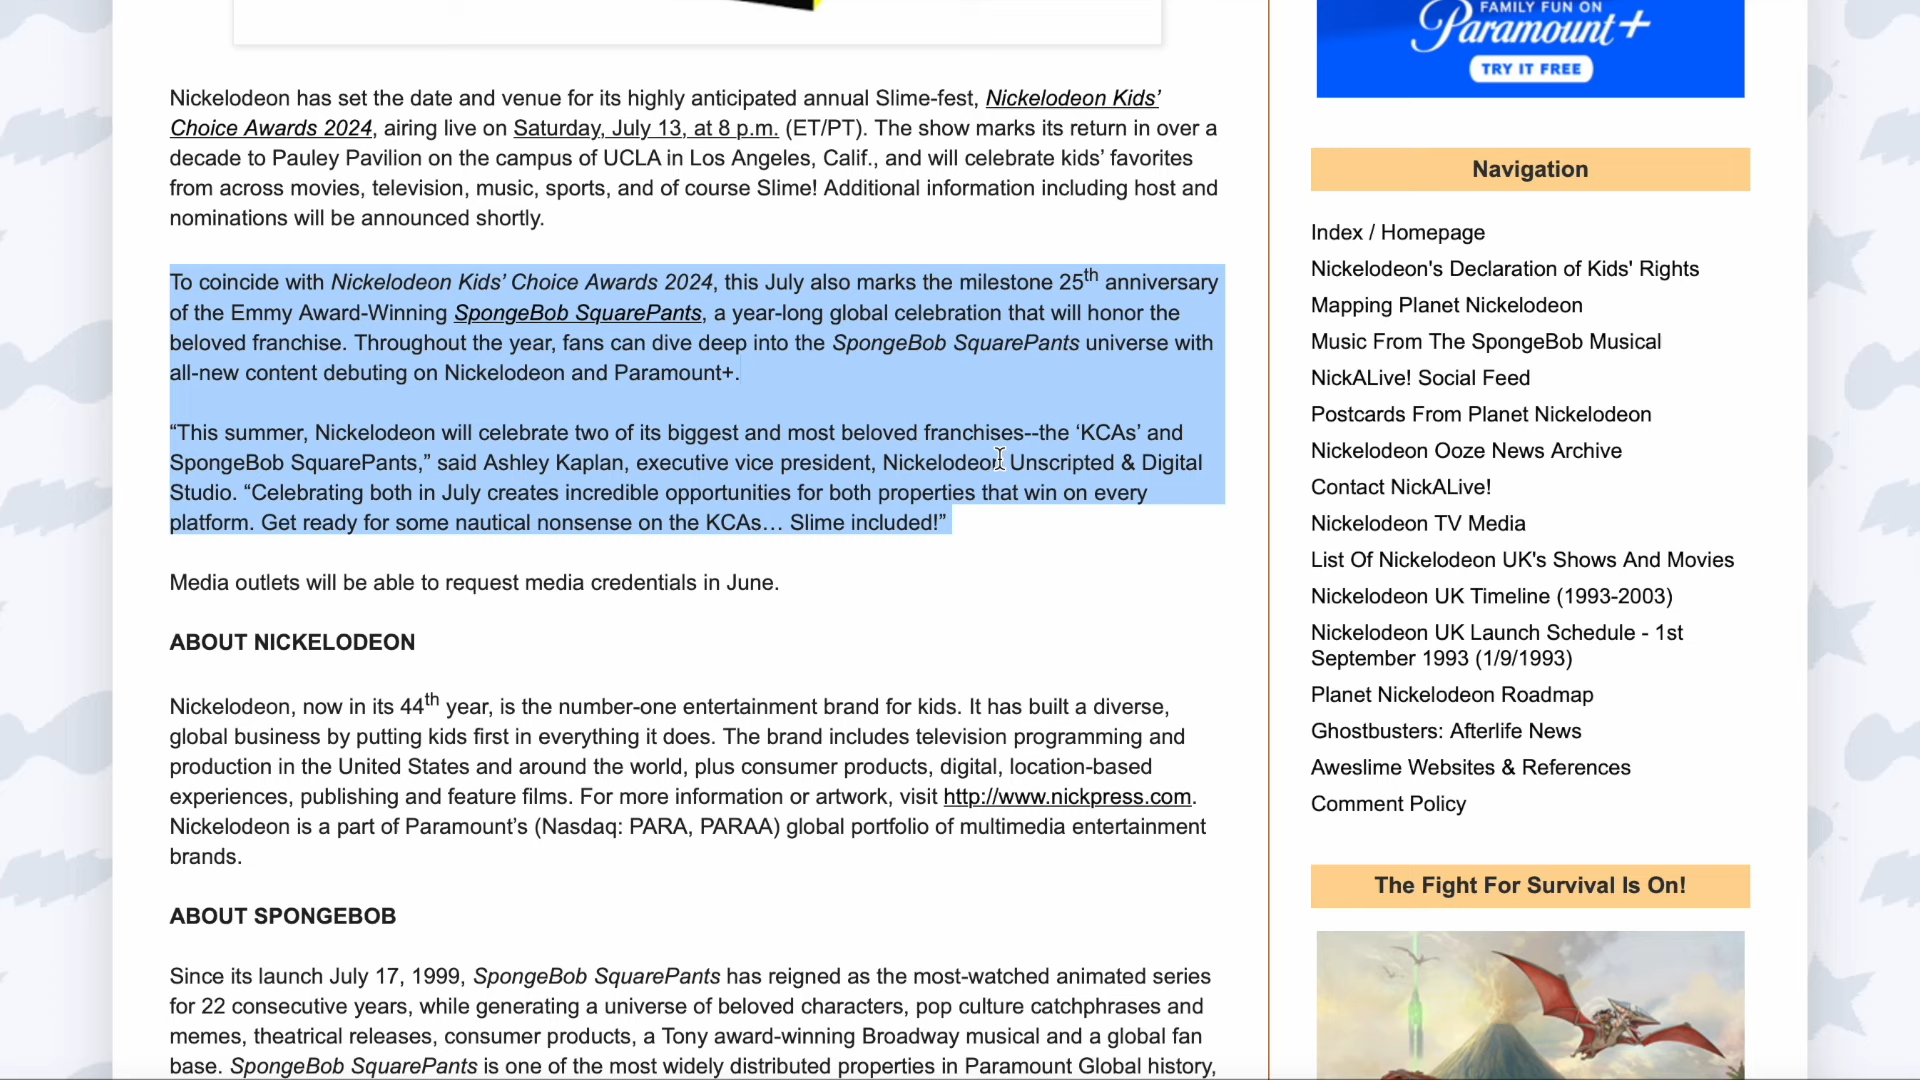 FAMILY FUN ON
Paramount+
TRY IT FREE
Nickelodeon has set the date and venue for its highly anticipated annual Slime-fest, Nickelodeon Kids’
Choice Awards 2024, airing live on Saturday, July 13, at 8 p.m. (ET/PT). The show marks its return in over a
decade to Pauley Pavilion on the campus of UCLA in Los Angeles, Calif., and will celebrate kids’ favorites
from across movies, television, music, sports, and of course Slime! Additional information including host and
nominations will be announced shortly.
To coincide with Nickelodeon Kids’ Choice Awards 2024, this July also marks the milestone 25th anniversary
of the Emmy Award-Winning SpongeBob SquarePants, a year-long global celebration that will honor the
beloved franchise. Throughout the year, fans can dive deep into the SpongeBob SquarePants universe with
all-new content debuting on Nickelodeon and Paramount+.
“This summer, Nickelodeon will celebrate two of its biggest and most beloved franchises--the ‘KCAs’ and
SpongeBob SquarePants,” said Ashley Kaplan, executive vice president, Nickelodeon Unscripted & Digital
Studio. “Celebrating both in July creates incredible opportunities for both properties that win on every
platform. Get ready for some nautical nonsense on the KCAs… Slime included!”
Media outlets will be able to request media credentials in June.
ABOUT NICKELODEON
Nickelodeon, now in its 44th year, is the number-one entertainment brand for kids. It has built a diverse,
global business by putting kids first in everything it does. The brand includes television programming and
production in the United States and around the world, plus consumer products, digital, location-based
experiences, publishing and feature films. For more information or artwork, visit http://www.nickpress.com.
Nickelodeon is a part of Paramount’s (Nasdaq: PARA, PARAA) global portfolio of multimedia entertainment
brands.
ABOUT SPONGEBOB
Since its launch July 17, 1999, SpongeBob SquarePants has reigned as the most-watched animated series
for 22 consecutive years, while generating a universe of beloved characters, pop culture catchphrases and
memes, theatrical releases, consumer products, a Tony award-winning Broadway musical and a global fan
base. SpongeBob SquarePants is one of the most widely distributed properties in Paramount Global history,
Navigation
Index / Homepage
Nickelodeon's Declaration of Kids' Rights
Mapping Planet Nickelodeon
Music From The SpongeBob Musical
NickALive! Social Feed
Postcards From Planet Nickelodeon
Nickelodeon Ooze News Archive
Contact NickALive!
Nickelodeon TV Media
List Of Nickelodeon UK's Shows And Movies
Nickelodeon UK Timeline (1993-2003)
Nickelodeon UK Launch Schedule - 1st
September 1993 (1/9/1993)
Planet Nickelodeon Roadmap
Ghostbusters: Afterlife News
Aweslime Websites & References
Comment Policy
The Fight For Survival Is On!